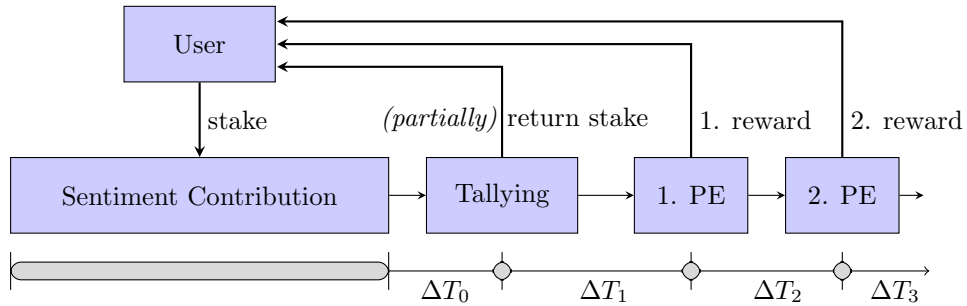 User
stake
(partially) return stake
1. reward
2. reward
Sentiment Contribution
Tallying
1. PE
2. PE
ΔT₀
ΔT₁
ΔT₂
ΔT₃